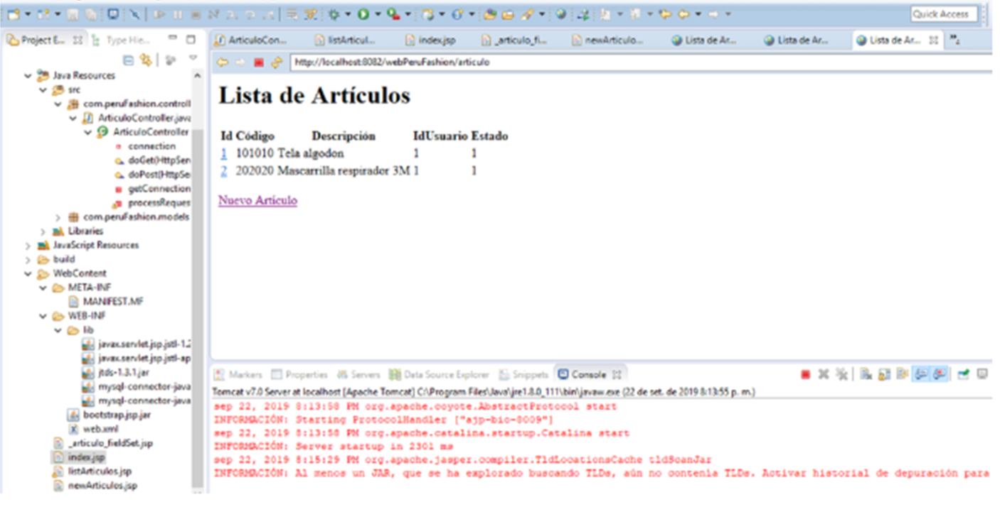 Quick Access
Project E...
Type Hie...
Java Resources
src
com.peruFashion.controll
ArticuloController.java
ArticuloController
connection
doGet(HttpSer
doPost(HttpSe
getConnection
processReques
com.peruFashion.models
Libraries
JavaScript Resources
build
WebContent
META-INF
MANIFEST.MF
WEB-INF
lib
javax.servlet.jsp.jstl-1.2
javax.servlet.jsp.jstl-ap
jtds-1.3.1.jar
mysql-connector-java
mysql-connector-java
bootstrap.jsp.jar
web.xml
_articulo_fieldSet.jsp
index.jsp
listArticulos.jsp
newArticulos.jsp
ArticuloCon...
listArticul...
index.jsp
_articulo_fi...
newArticulo...
Lista de Ar...
Lista de Ar...
Lista de Ar...
http://localhost:8082/webPeruFashion/articulo
Lista de Artículos
Id Código Descripción IdUsuario Estado
1 101010 Tela algodon 1 1
2 202020 Mascarrilla respirador 3M 1 1
Nuevo Articulo
Markers Properties Servers Data Source Explorer Snippets Console
Tomcat v7.0 Server at localhost [Apache Tomcat] C:\Program Files\Java\jre1.8.0_111\bin\javaw.exe (22 de set. de 2019 8:13:55 p. m.)
sep 22, 2019 8:13:58 PM org.apache.coyote.AbstractProtocol start
INFORMACIÓN: Starting ProtocolHandler ["ajp-bio-8009"]
sep 22, 2019 8:13:58 PM org.apache.catalina.startup.Catalina start
INFORMACIÓN: Server startup in 2301 ms
sep 22, 2019 8:15:29 PM org.apache.jasper.compiler.TldLocationsCache tldScanJar
INFORMACIÓN: Al menos un JAR, que se ha explorado buscando TLDs, aún no contenía TLDs. Activar historial de depuración para